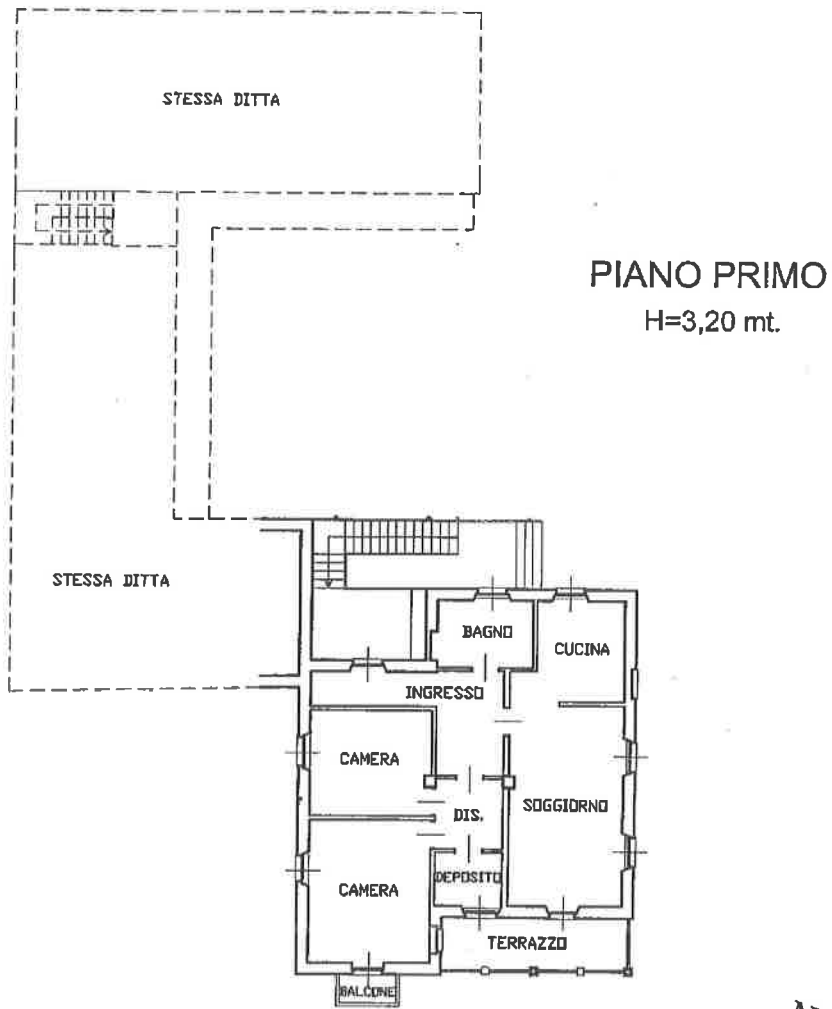 STESSA DITTA
PIANO PRIMO
H=3,20 mt.
STESSA DITTA
BAGNO
CUCINA
INGRESSO
CAMERA
DIS.
SOGGIORNO
DEPOSITO
CAMERA
TERRAZZO
BALCONE